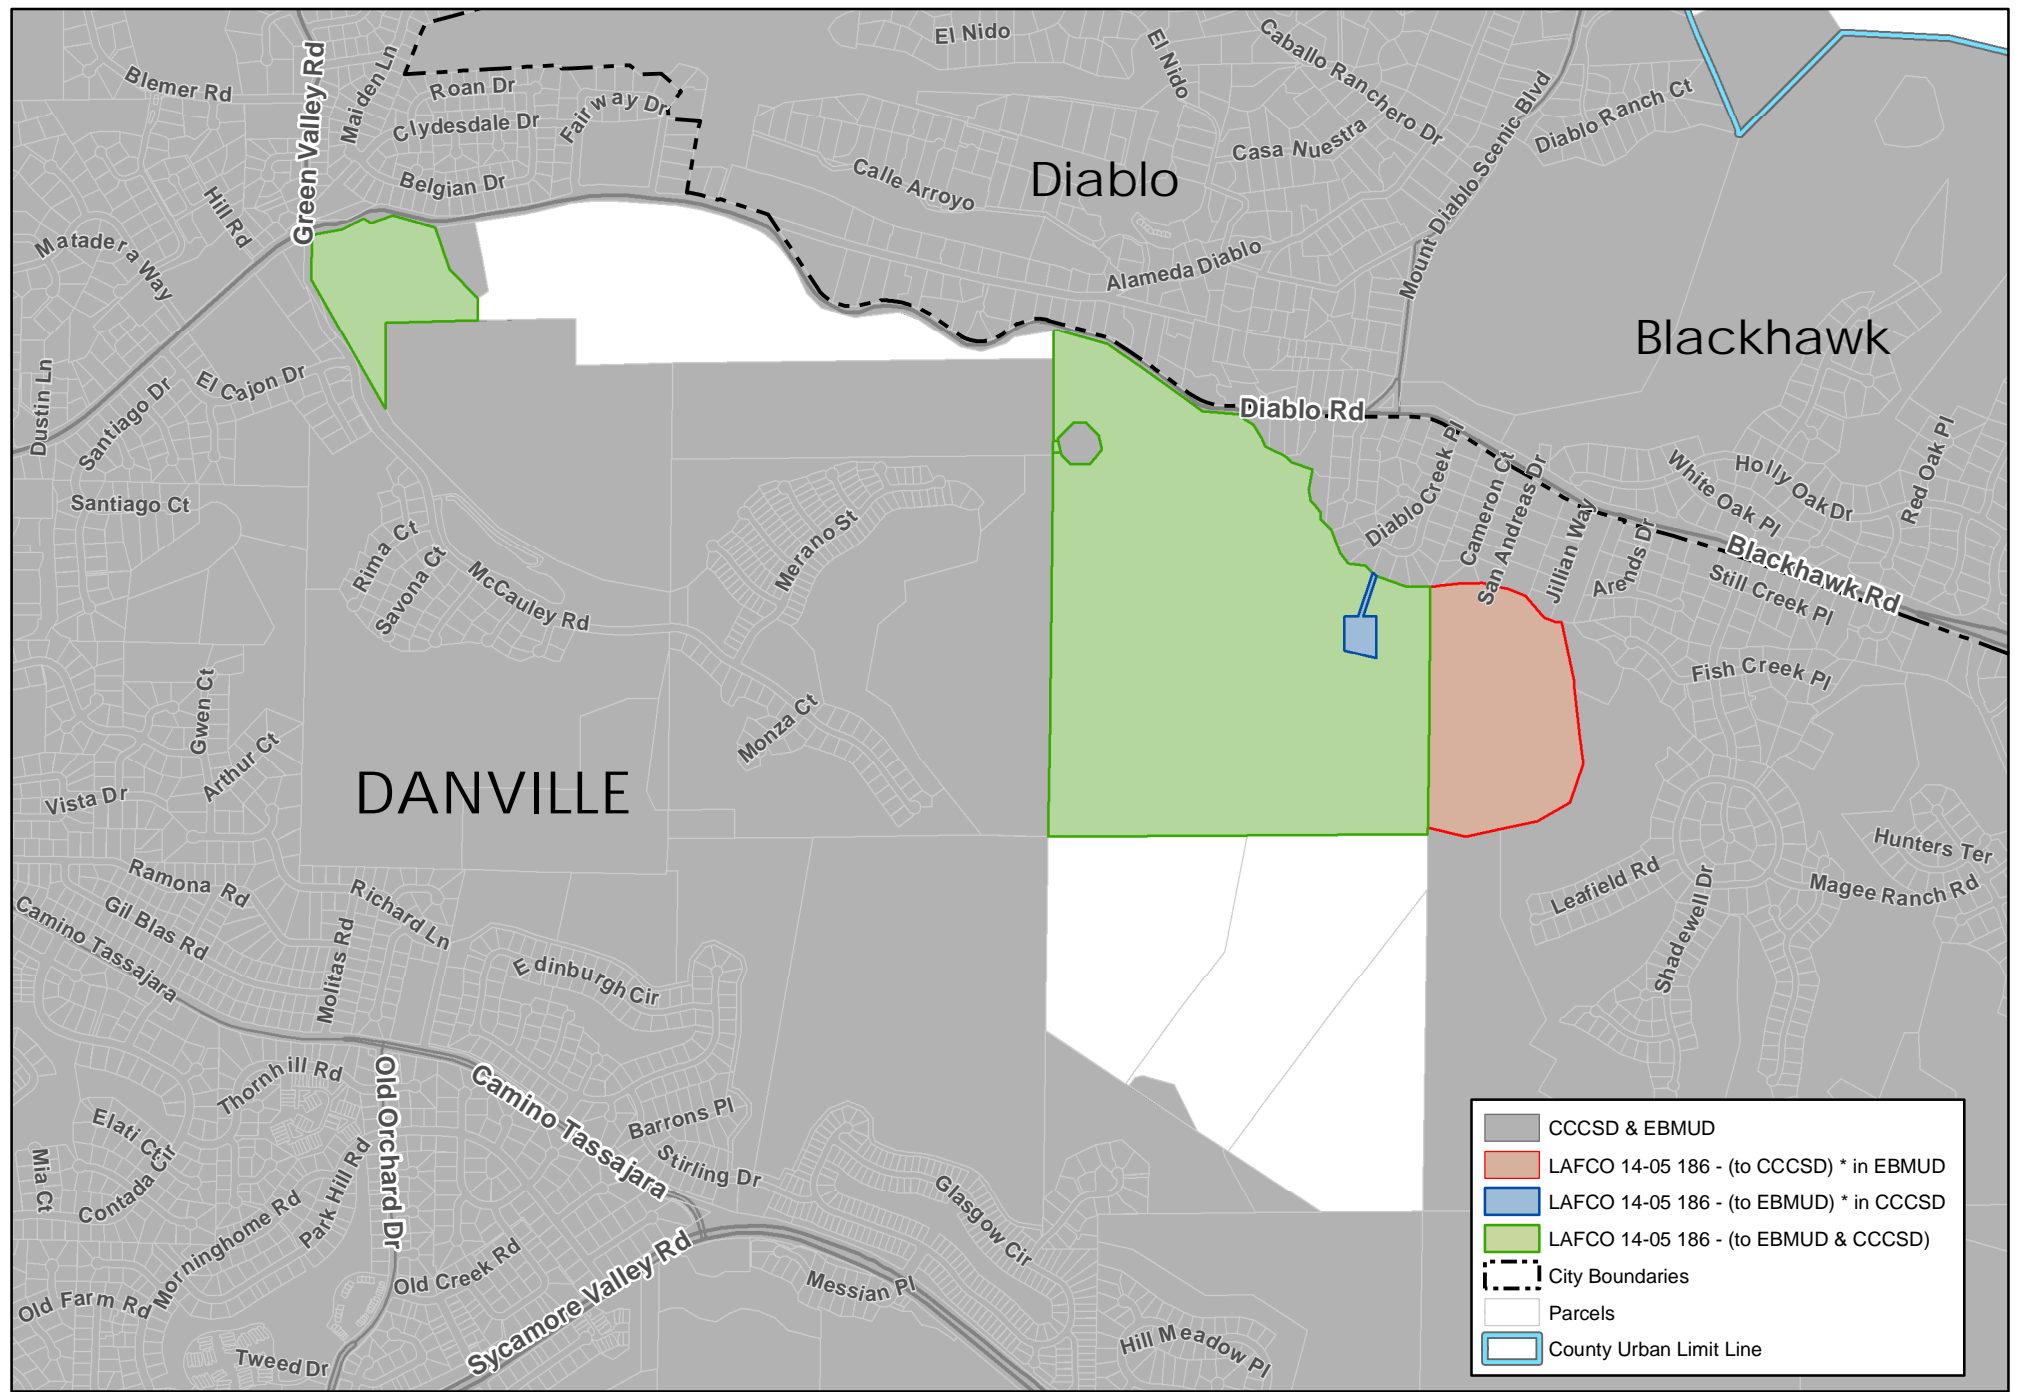 El Nido
El Nido
Caballo Ranchero Dr
Blemer Rd
Green Valley Rd
Maiden Ln
Roan Dr
Fairway Dr
Clydesdale Dr
Belgian Dr
Casa Nuestra
Mount Diablo Scenic Blvd
Diablo Ranch Ct
Diablo
Calle Arroyo
Hill Rd
Matadera Way
Alameda Diablo
Blackhawk
Dustin Ln
Santiago Dr
El Cajon Dr
Diablo Rd
Santiago Ct
Diablo Creek Pl
Cameron Ct
San Andreas Dr
Jillian Way
Arends Dr
White Oak Pl
Holly Oak Dr
Red Oak Pl
Blackhawk Rd
Still Creek Pl
Fish Creek Pl
Rima Ct
Savona Ct
McCauley Rd
Merano St
Monza Ct
Gwen Ct
Arthur Ct
Vista Dr
DANVILLE
Hunters Ter
Magee Ranch Rd
Leafield Rd
Shadewell Dr
Ramona Rd
Gil Blas Rd
Camino Tassajara
Richard Ln
Molitas Rd
Edinburgh Cir
Thornhill Rd
Old Orchard Dr
Camino Tassajara
Barrons Pl
Stirling Dr
Elati Ct
Mia Ct
Contada Cir
Morninghome Rd
Park Hill Rd
Old Farm Rd
Old Creek Rd
Sycamore Valley Rd
Messian Pl
Glasgow Cir
Hill Meadow Pl
Tweed Dr
CCCSD & EBMUD
LAFCO 14-05 186 - (to CCCSD) * in EBMUD
LAFCO 14-05 186 - (to EBMUD) * in CCCSD
LAFCO 14-05 186 - (to EBMUD & CCCSD)
City Boundaries
Parcels
County Urban Limit Line